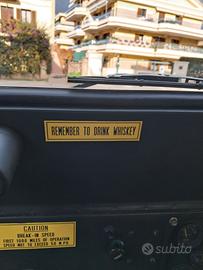 REMEMBER TO DRINK WHISKEY
CAUTION
BREAK-IN SPEED
FIRST 1000 MILES OF OPERATION
SPEED NOT TO EXCEED 50 M.P.H.
subito